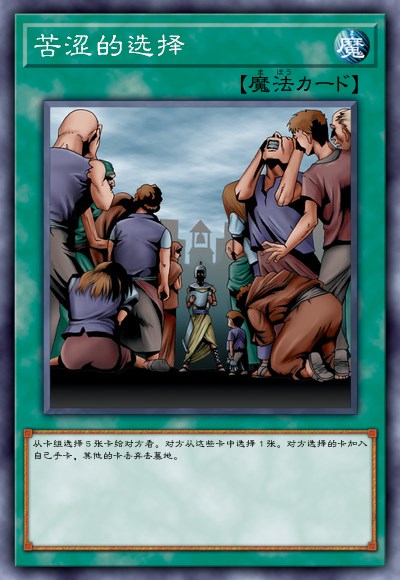 苦涩的选择
魔
【魔法カード】
ま ほう
从卡组选择5张卡给对方看。对方从这些卡中选择1张。对方选择的卡加入
自己手卡,其他的卡丢弃去墓地。